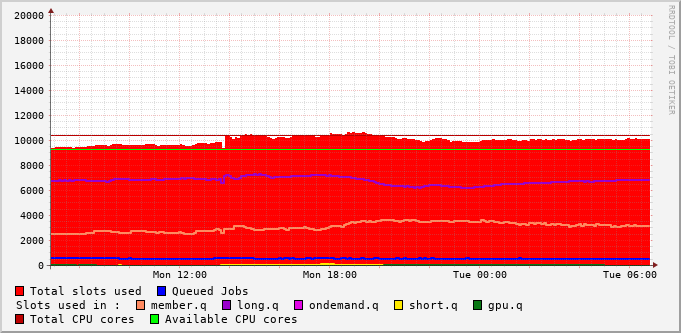 RRDTOOL / TOBI OETIKER
20000
18000
16000
14000
12000
10000
8000
6000
4000
2000
0
Mon 12:00 Mon 18:00 Tue 00:00 Tue 06:00
Total slots used Queued Jobs
Slots used in : member.q long.q ondemand.q short.q gpu.q
Total CPU cores Available CPU cores